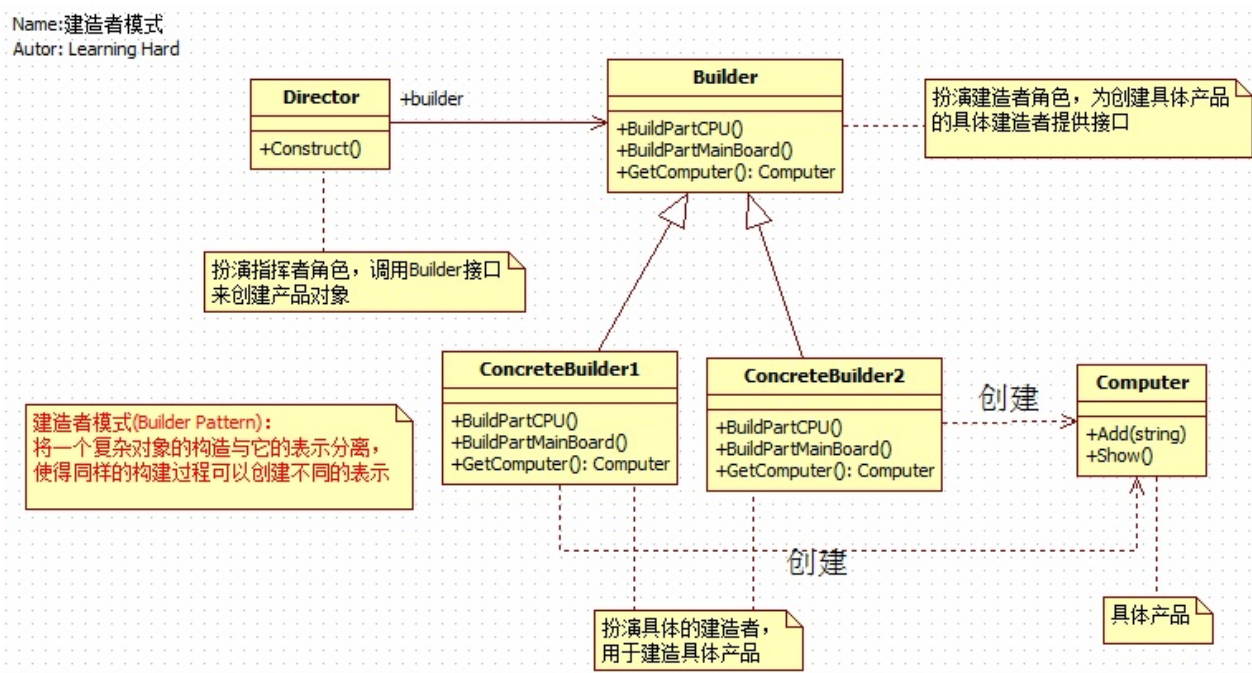 Name:建造者模式
Autor: Learning Hard
Director
+Construct()
+builder
Builder
+BuildPartCPU()
+BuildPartMainBoard()
+GetComputer(): Computer
扮演建造者角色，为创建具体产品
的具体建造者提供接口
扮演指挥者角色，调用Builder接口
来创建产品对象
建造者模式(Builder Pattern)：
将一个复杂对象的构造与它的表示分离，
使得同样的构建过程可以创建不同的表示
ConcreteBuilder1
+BuildPartCPU()
+BuildPartMainBoard()
+GetComputer(): Computer
ConcreteBuilder2
+BuildPartCPU()
+BuildPartMainBoard()
+GetComputer(): Computer
创建
Computer
+Add(string)
+Show()
创建
扮演具体的建造者，
用于建造具体产品
具体产品